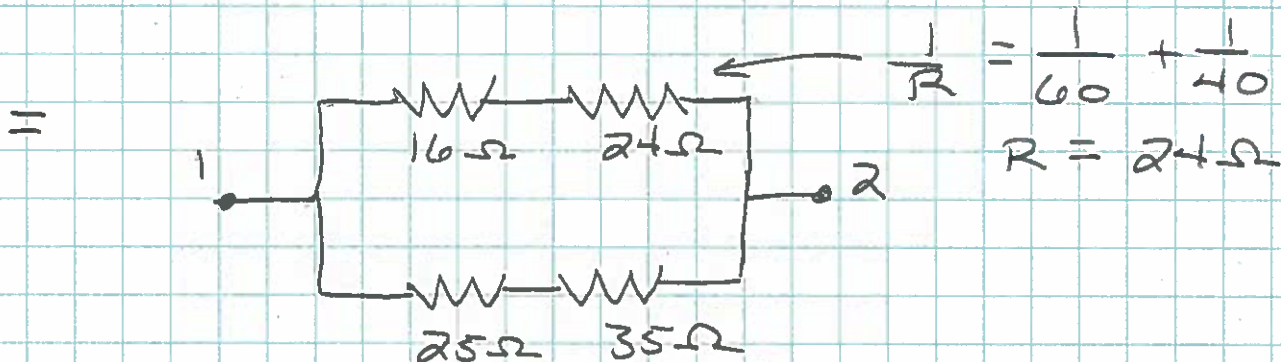 =
1/R = 1/60 + 1/40
R = 24Ω
16Ω 24Ω
1 2
25Ω 35Ω